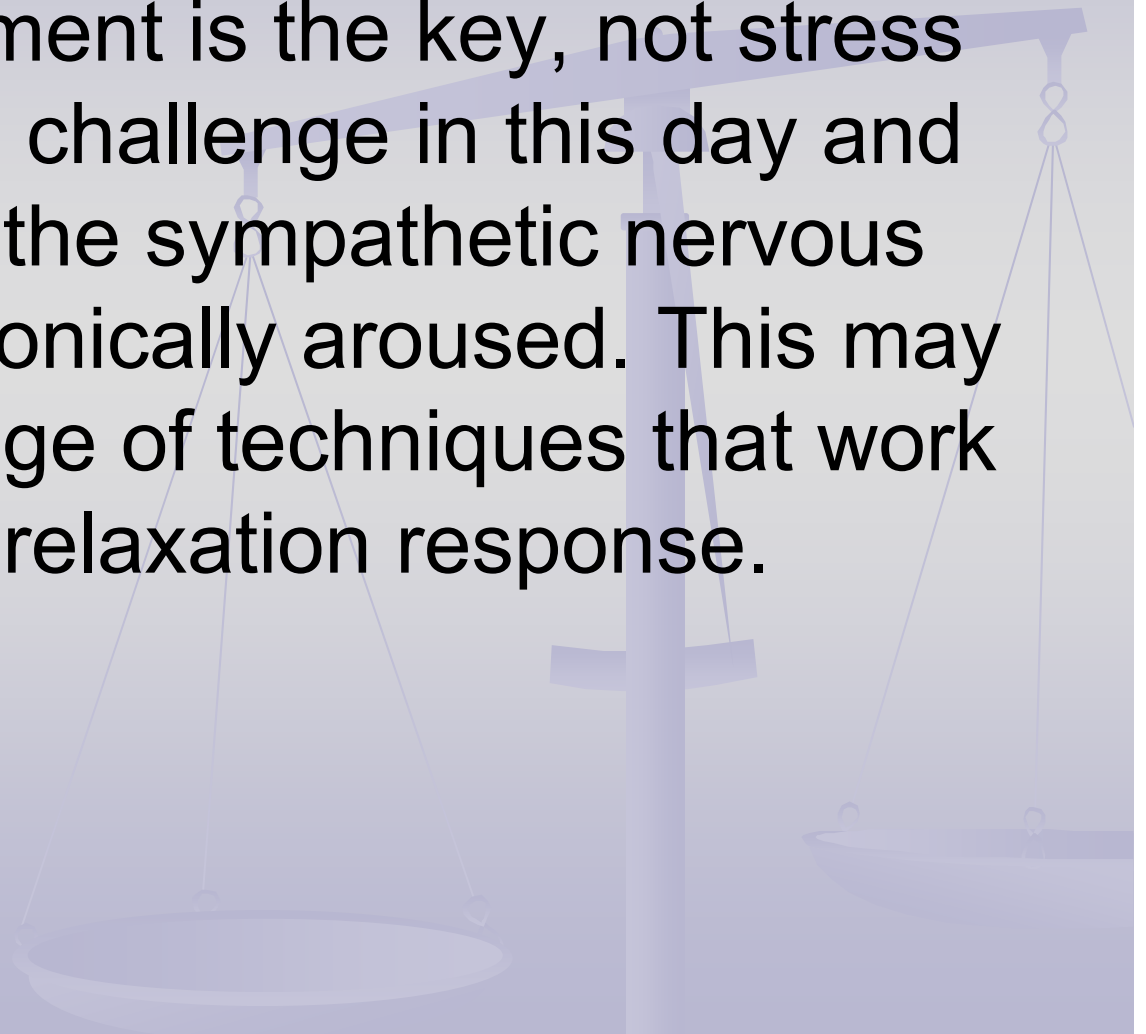 ment is the key, not stress
challenge in this day and
the sympathetic nervous
onically aroused. This may
ge of techniques that work
relaxation response.